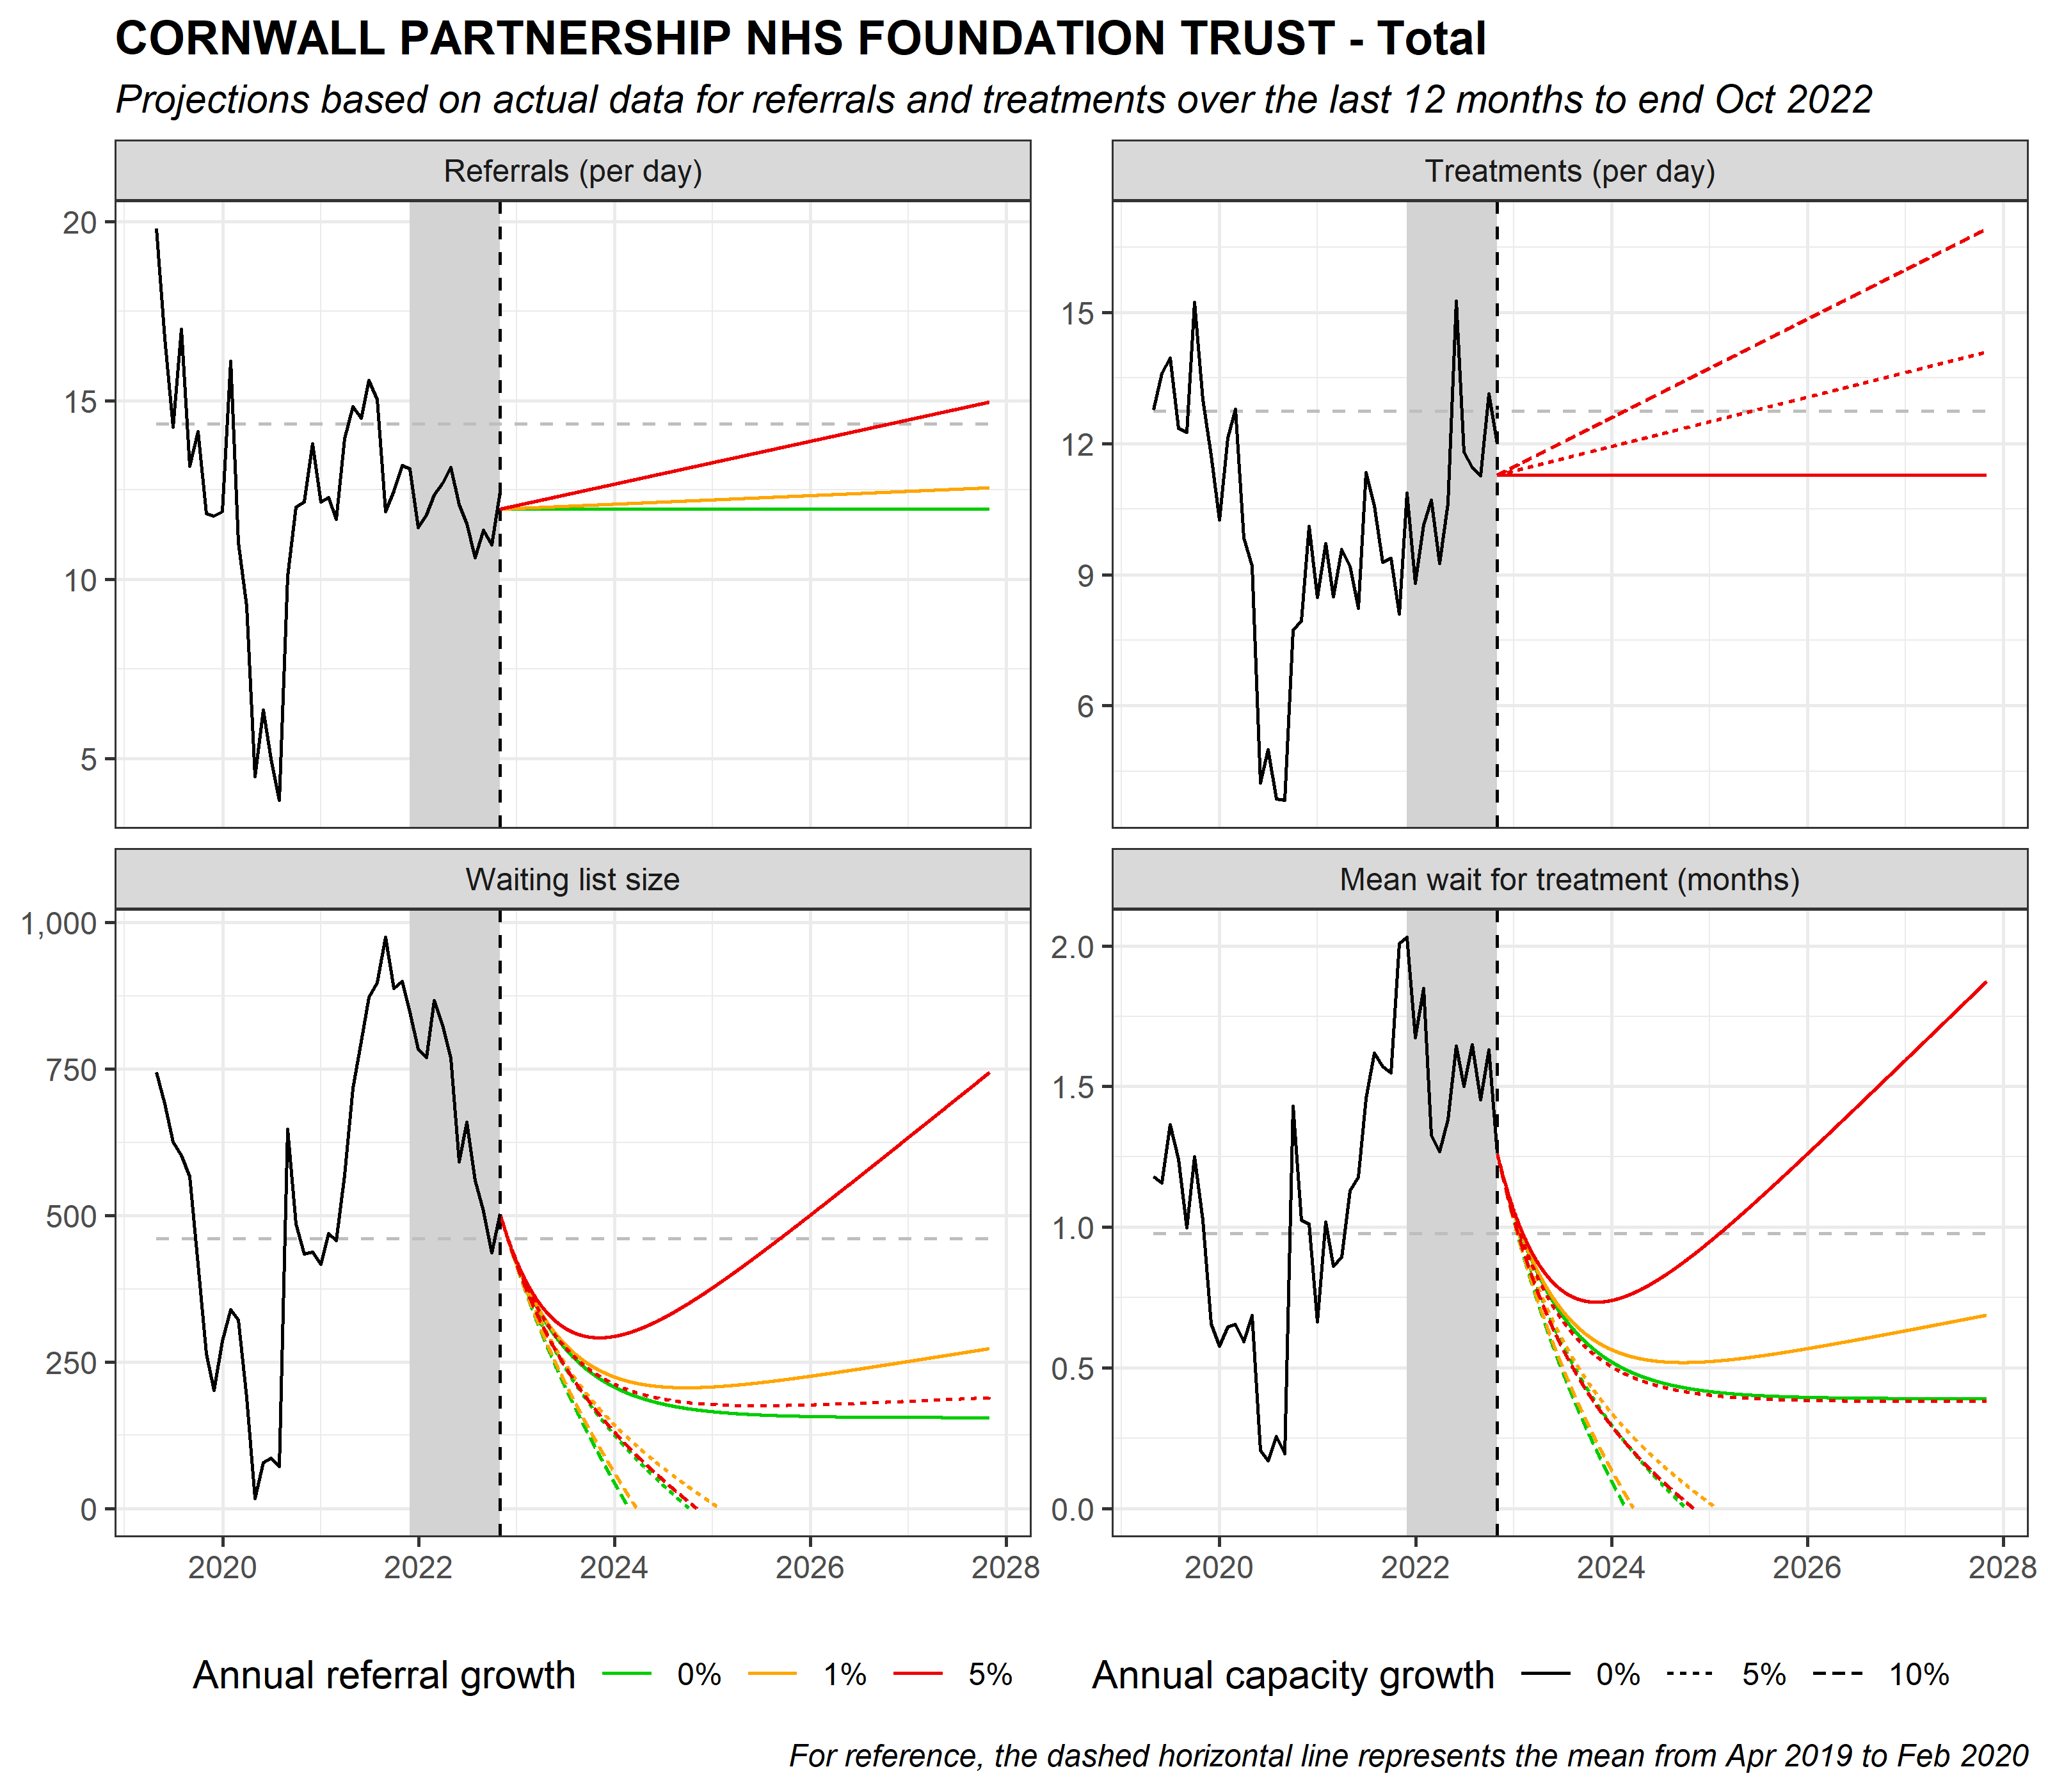 CORNWALL PARTNERSHIP NHS FOUNDATION TRUST - Total
Projections based on actual data for referrals and treatments over the last 12 months to end Oct 2022
Referrals (per day)
20
15
10
5
Treatments (per day)
15
12
9
6
Waiting list size
1,000
750
500
250
0
2020 2022 2024 2026 2028
Mean wait for treatment (months)
2.0
1.5
1.0
0.5
0.0
2020 2022 2024 2026 2028
Annual referral growth 0% 1% 5%
Annual capacity growth 0% 5% 10%
For reference, the dashed horizontal line represents the mean from Apr 2019 to Feb 2020